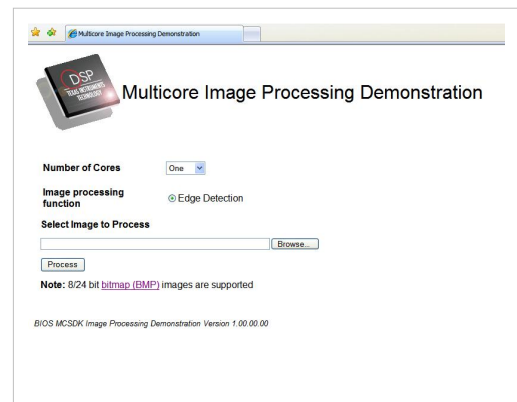 Multicore Image Processing Demonstration
DSP
TEXAS INSTRUMENTS
TECHNOLOGY
Multicore Image Processing Demonstration
Number of Cores
One
Image processing
function
Edge Detection
Select Image to Process
Browse...
Process
Note: 8/24 bit bitmap (BMP) images are supported
BIOS MCSDK Image Processing Demonstration Version 1.00.00.00